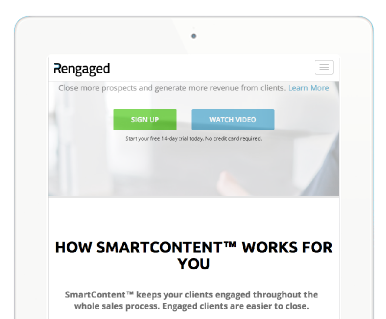 Rengaged
Close more prospects and generate more revenue from clients. Learn More
SIGN UP
WATCH VIDEO
Start your free 14-day trial today. No credit card required.
HOW SMARTCONTENT™ WORKS FOR
YOU
SmartContent™ keeps your clients engaged throughout the
whole sales process. Engaged clients are easier to close.